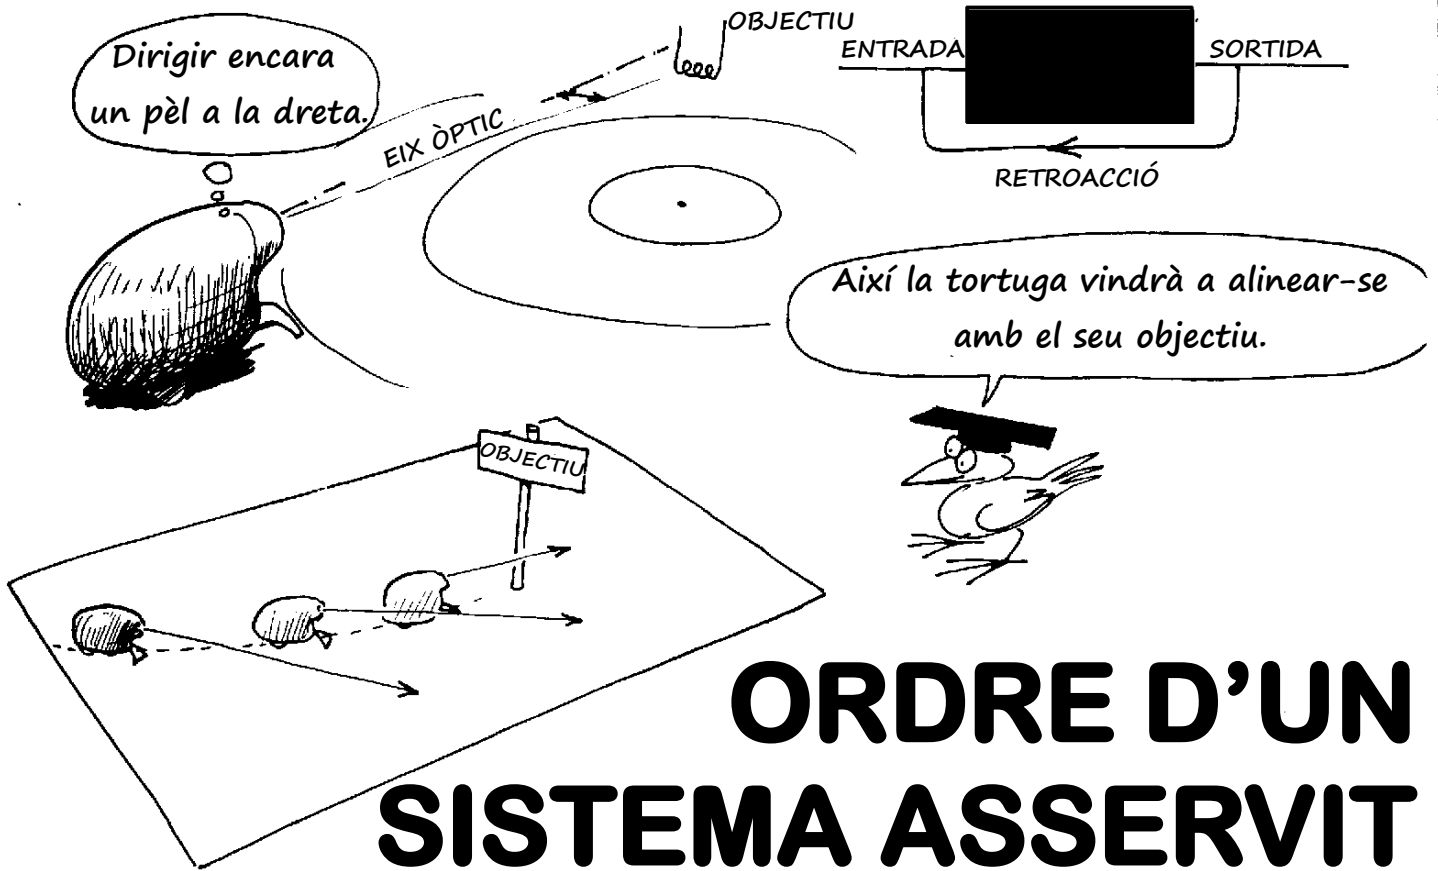 Dirigir encara
un pèl a la dreta.
EIX ÒPTIC
OBJECTIU
ENTRADA
SORTIDA
RETROACCIÓ
Així la tortuga vindrà a alinear-se
amb el seu objectiu.
OBJECTIU
ORDRE D'UN
SISTEMA ASSERVIT